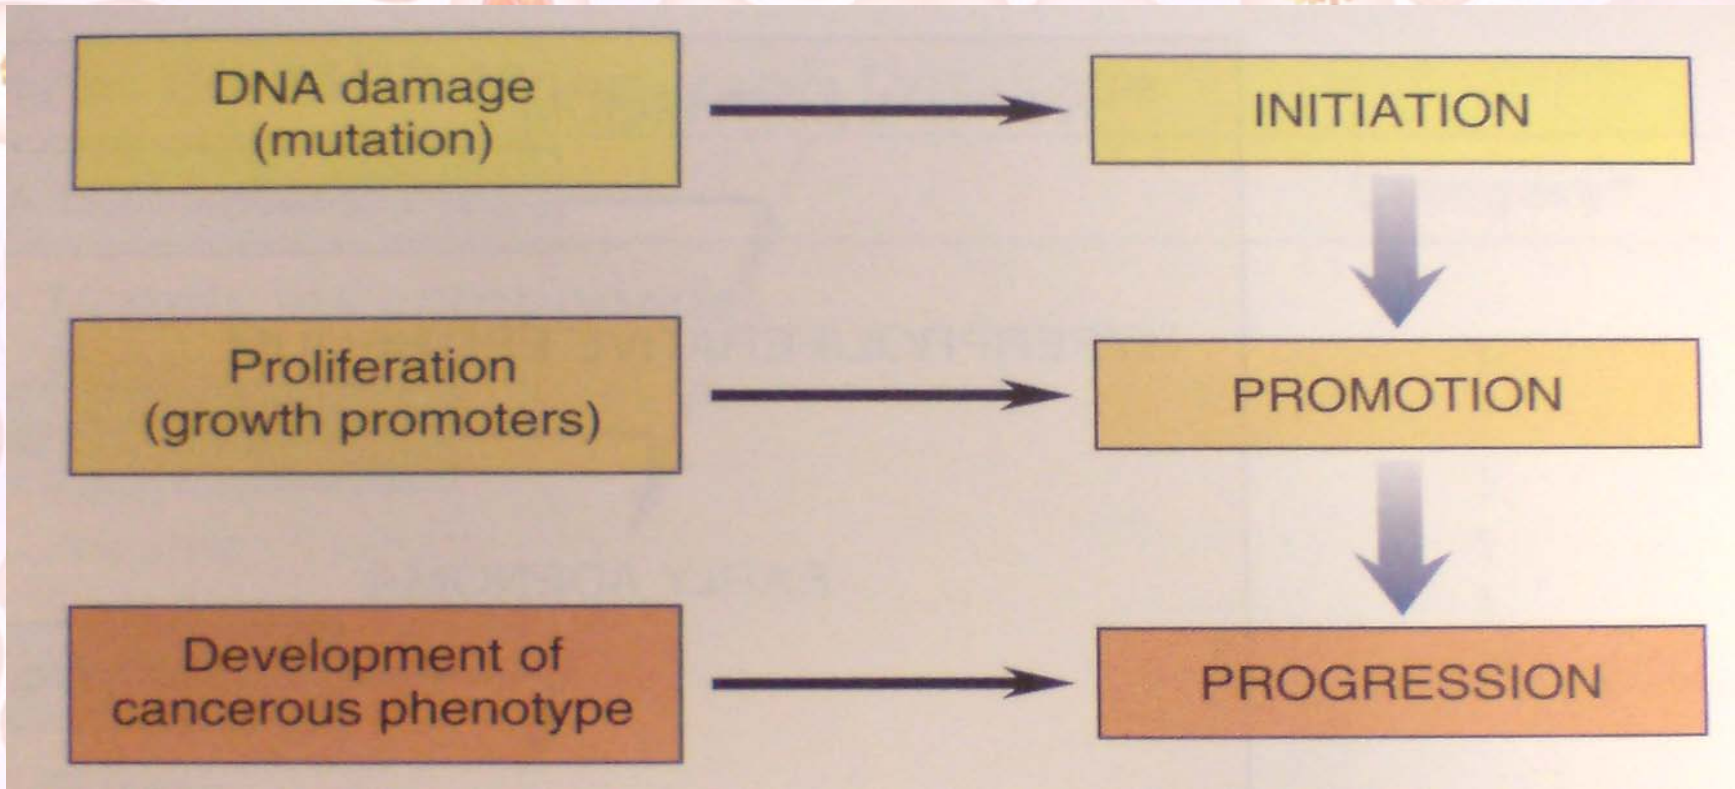 DNA damage
(mutation)
INITIATION
Proliferation
(growth promoters)
PROMOTION
Development of
cancerous phenotype
PROGRESSION